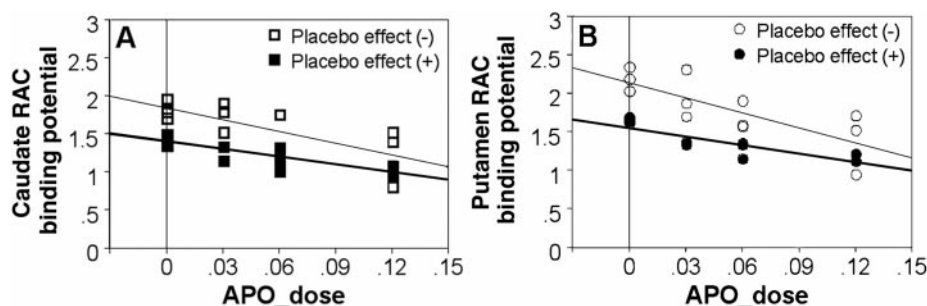 A
Placebo effect (-)
Placebo effect (+)
Caudate RAC
binding potential
3
2.5
2
1.5
1
.5
0
0 .03 .06 .09 .12 .15
APO_dose
B
Placebo effect (-)
Placebo effect (+)
Putamen RAC
binding potential
3
2.5
2
1.5
1
.5
0
0 .03 .06 .09 .12 .15
APO_dose